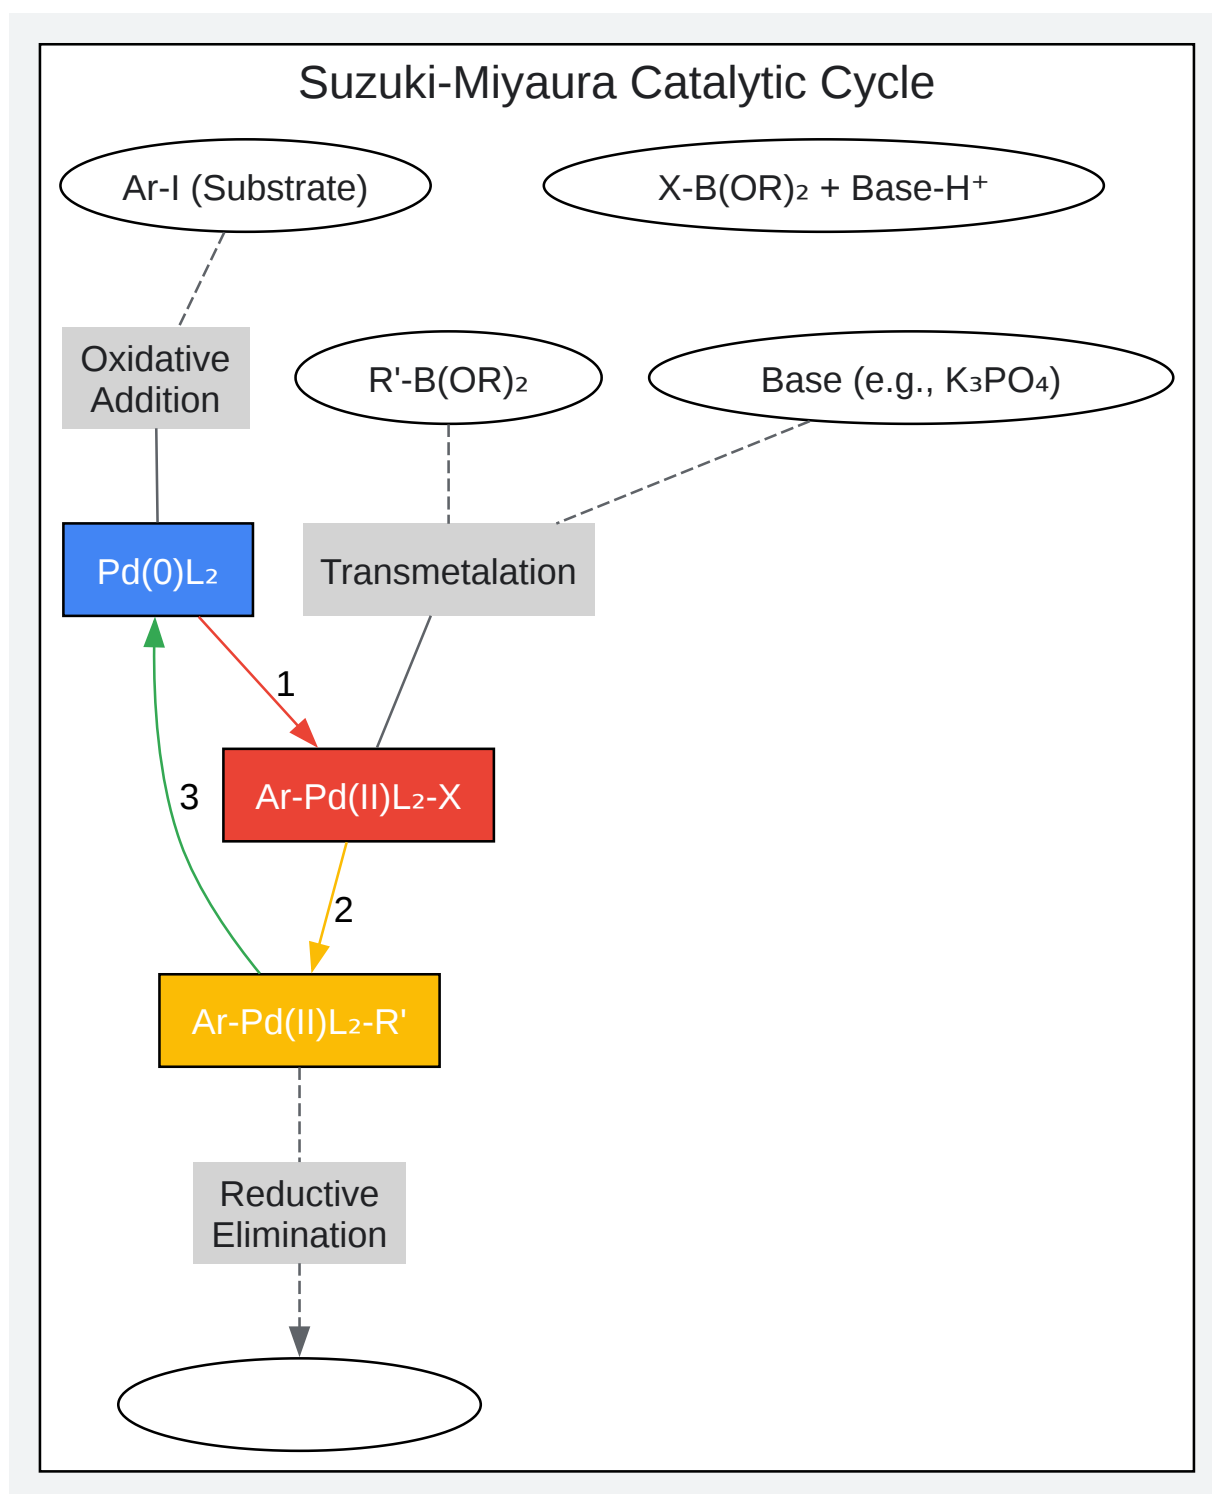 Suzuki-Miyaura Catalytic Cycle
Ar-I (Substrate)
X-B(OR)₂ + Base-H⁺
Oxidative
Addition
R'-B(OR)₂
Base (e.g., K₃PO₄)
Pd(0)L₂
Transmetalation
1
3
Ar-Pd(II)L₂-X
2
Ar-Pd(II)L₂-R'
Reductive
Elimination